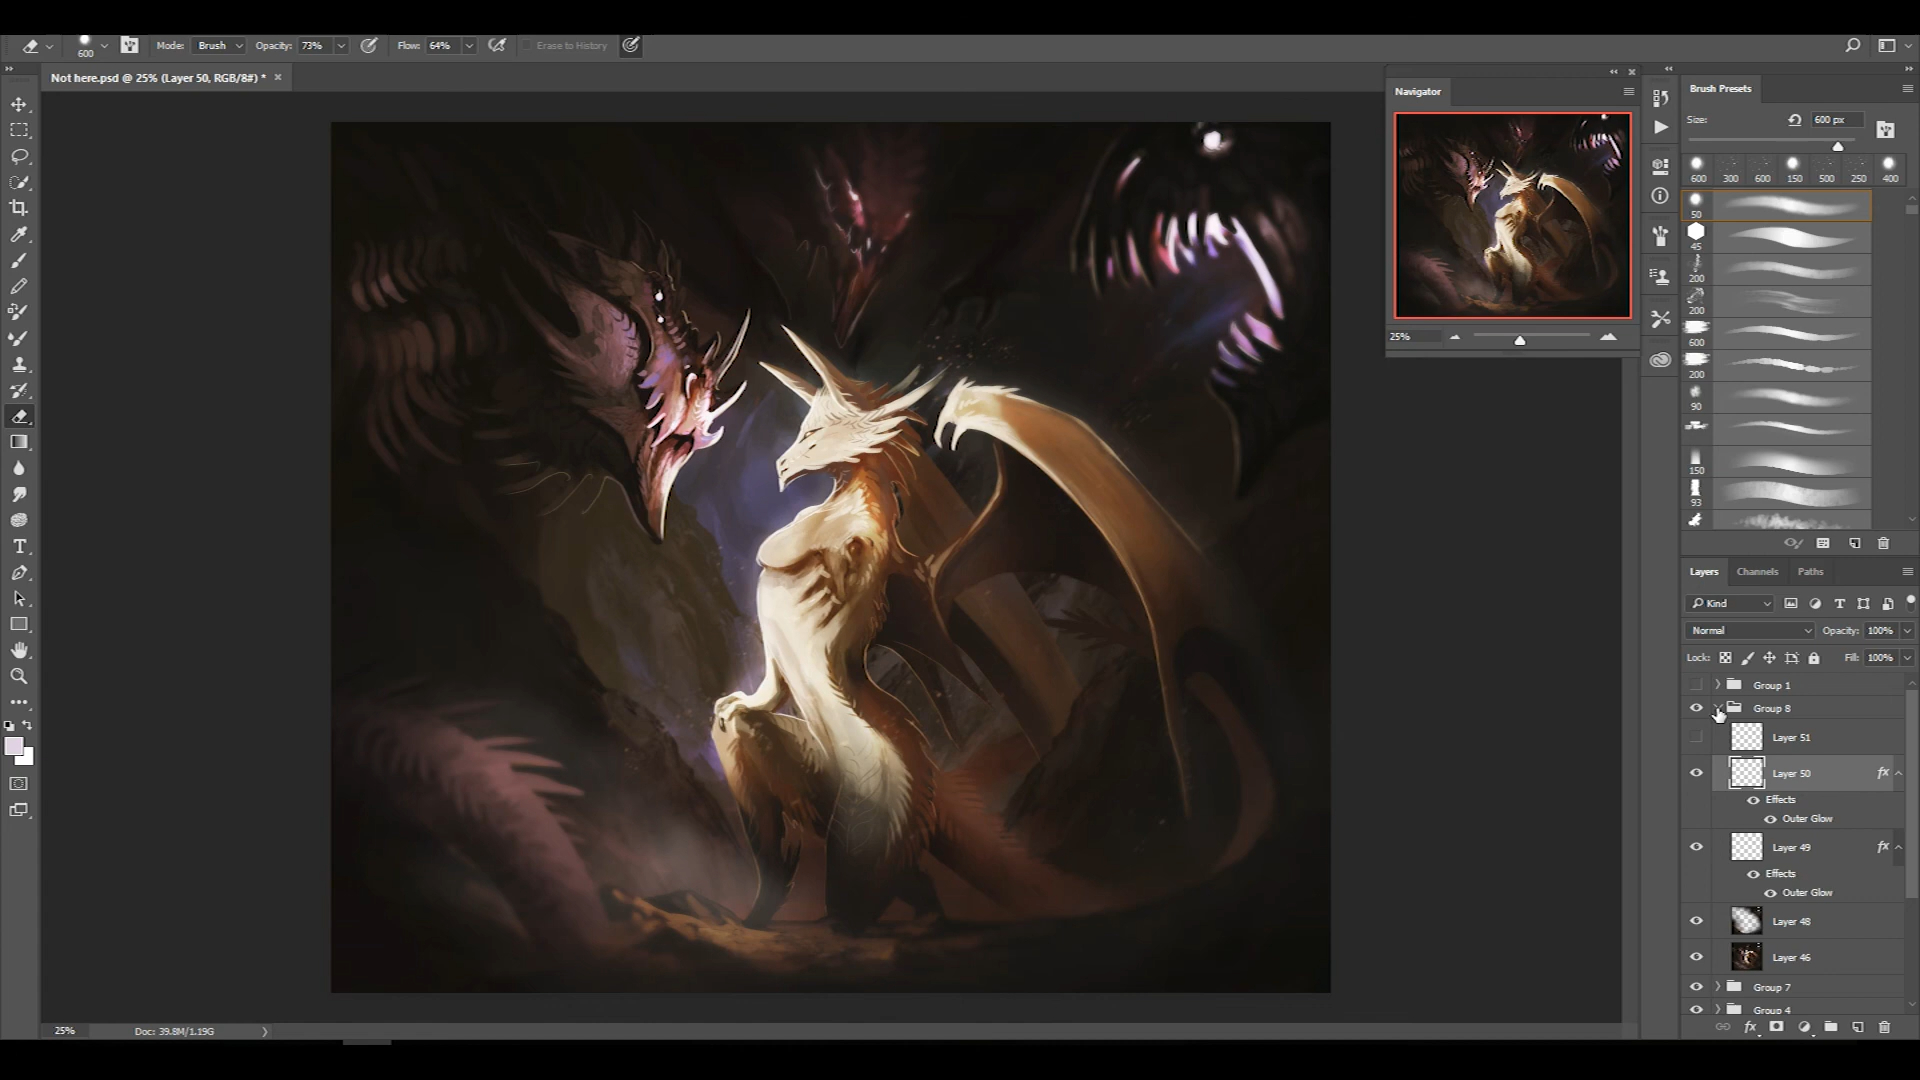 600
Mode: Brush
Opacity: 73%
Flow: 64%
Erase to History
Not here.psd @ 25% (Layer 50, RGB/8#) *
Navigator
25%
Brush Presets
Size: 600 px
600 300 600 150 500 250 400
50
45
200
200
600
200
90
150
93
Layers Channels Paths
Kind
Normal Opacity: 100%
Lock: Fill: 100%
Group 1
Group 8
Layer 51
Layer 50 fx
Effects
Outer Glow
Layer 49 fx
Effects
Outer Glow
Layer 48
Layer 46
Group 7
Group 4
fx
25% Doc: 39.8M/1.19G